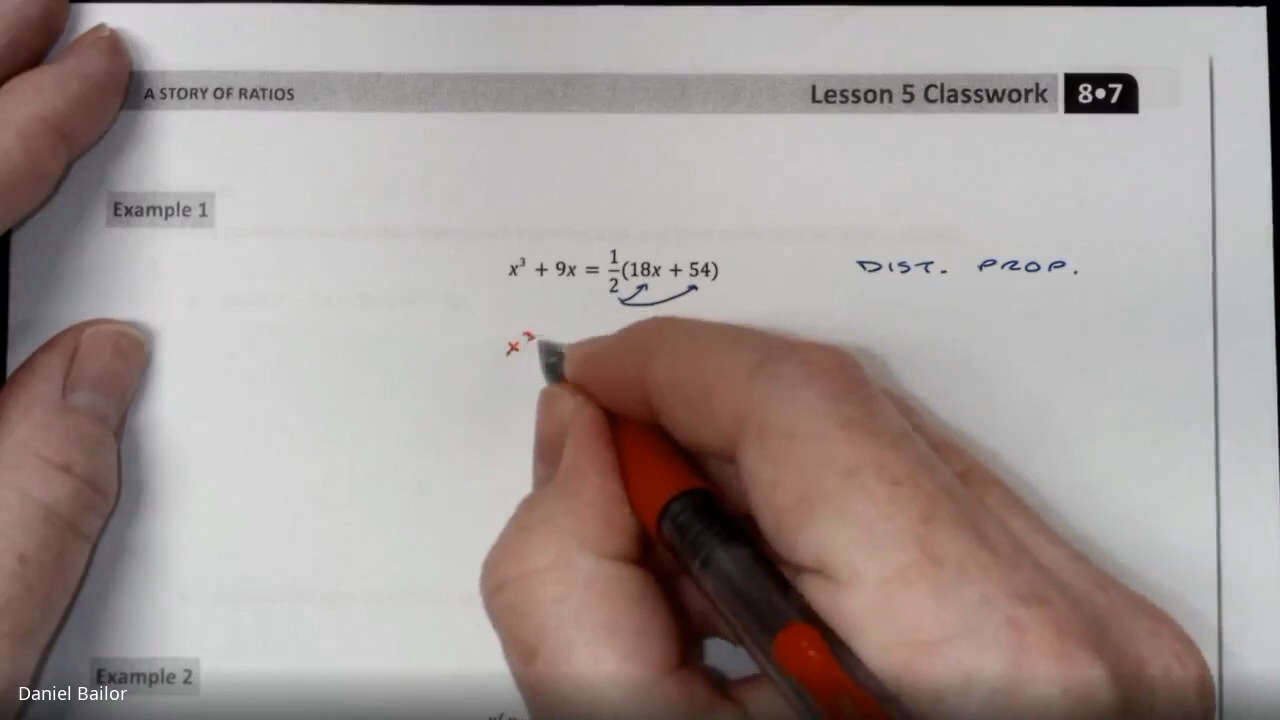 A STORY OF RATIOS
Lesson 5 Classwork 8•7
Example 1
x³ + 9x = 1/2(18x + 54) DIST. PROP.
x³
Example 2
Daniel Bailor